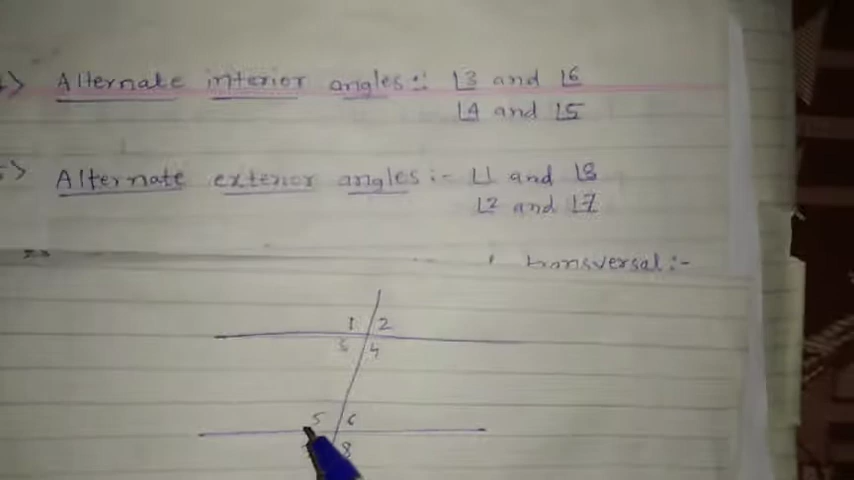 Alternate interior angles :- ∠3 and ∠6
∠4 and ∠5
Alternate exterior angles :- ∠1 and ∠8
∠2 and ∠7
transversal :-
1 2
3 4
5 6
8